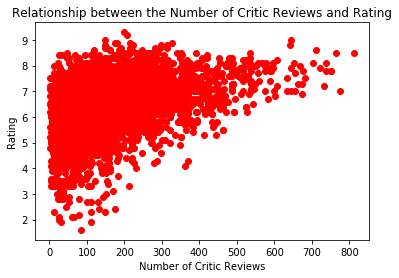 Relationship between the Number of Critic Reviews and Rating
9
8
7
6
5
4
3
2
Rating
0 100 200 300 400 500 600 700 800
Number of Critic Reviews